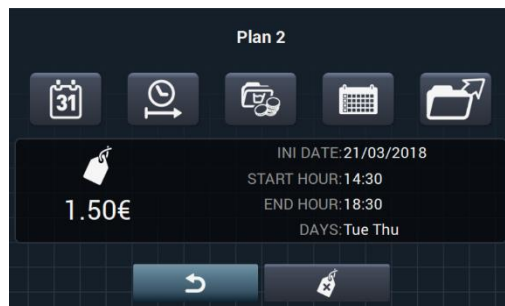 Plan 2
31
INI DATE:21/03/2018
START HOUR:14:30
1.50€
END HOUR:18:30
DAYS:Tue Thu